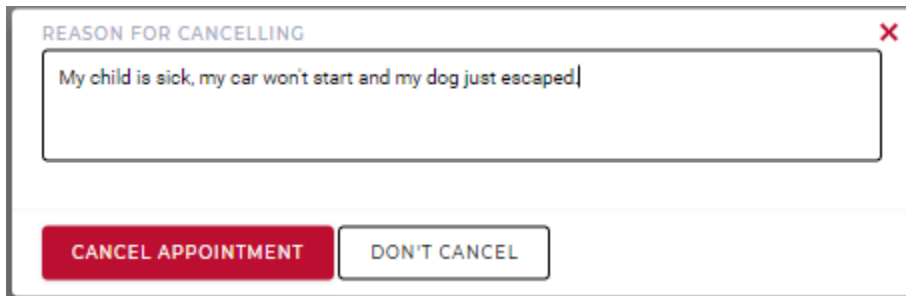 REASON FOR CANCELLING
My child is sick, my car won't start and my dog just escaped.
CANCEL APPOINTMENT
DON'T CANCEL